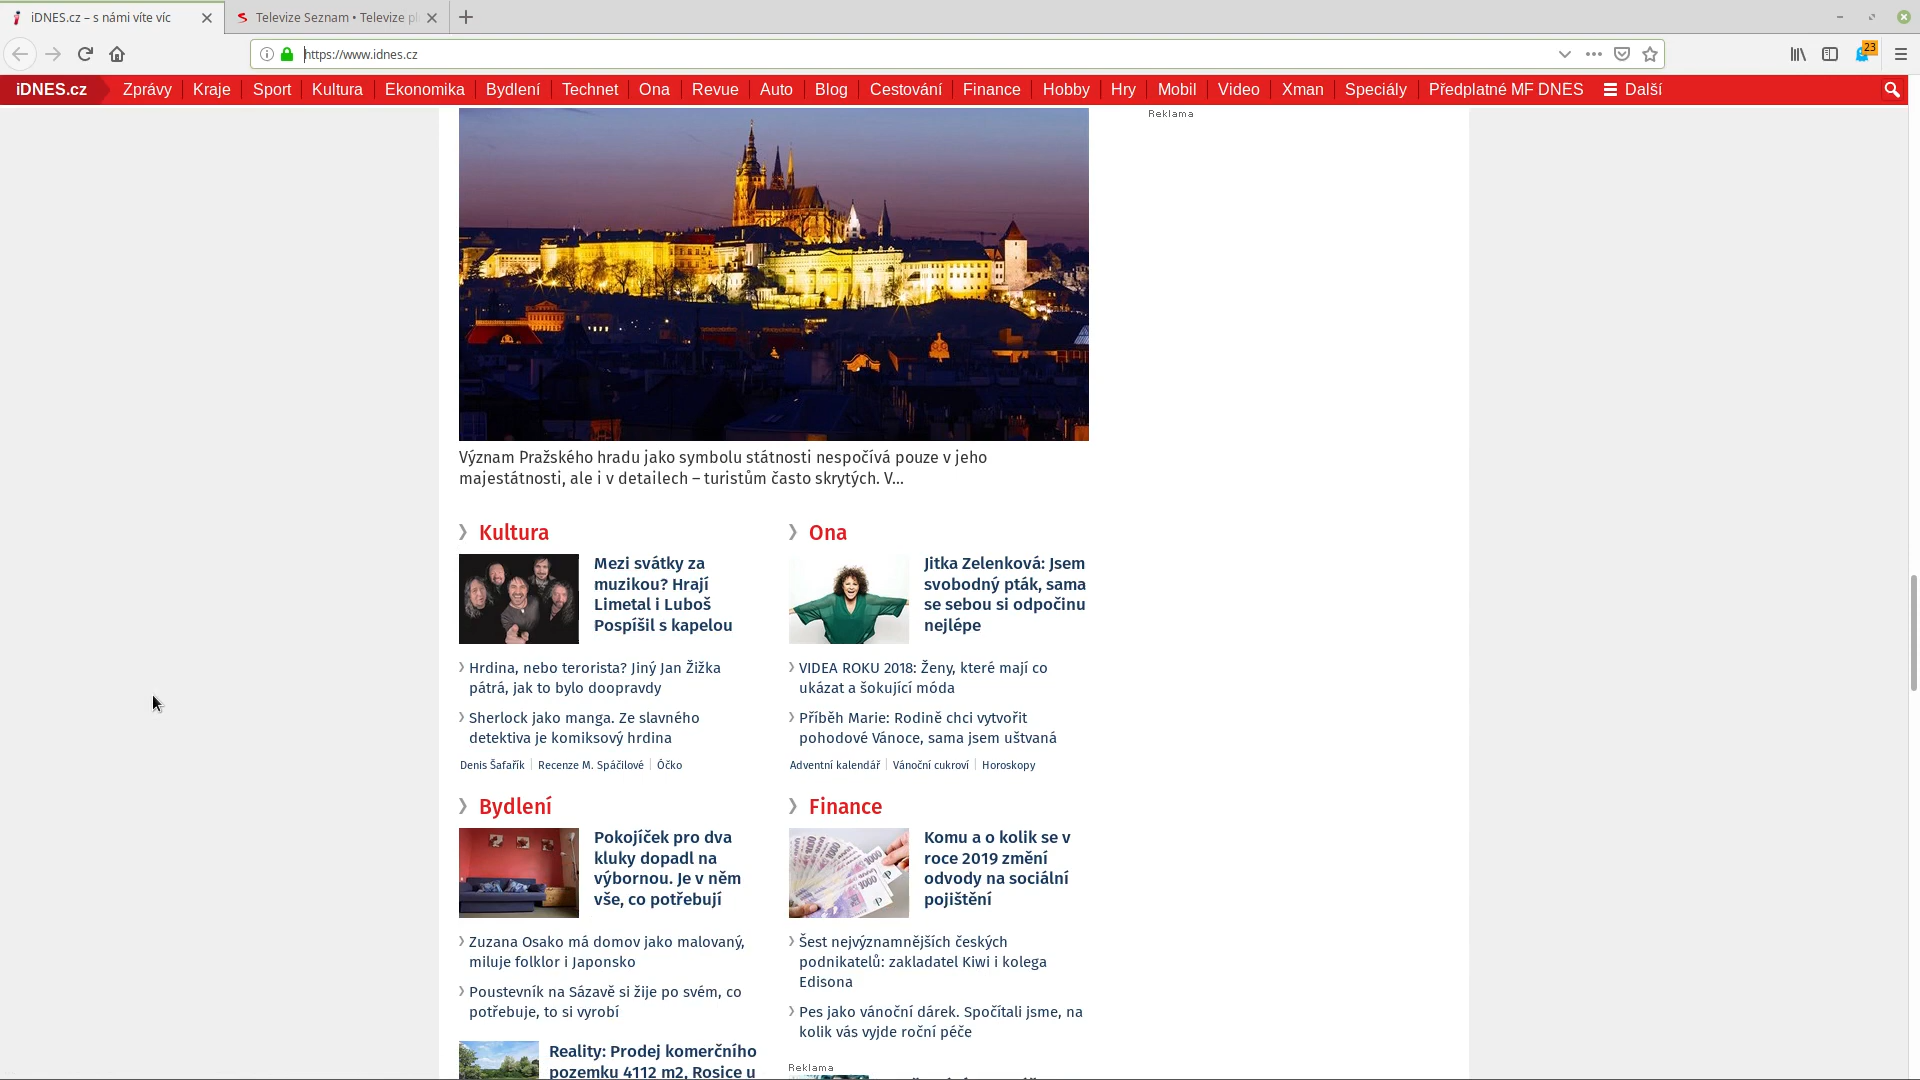 iDNES.cz – s námi víte víc
Televize Seznam • Televize
https://www.idnes.cz
23
iDNES.cz Zprávy Kraje Sport Kultura Ekonomika Bydlení Technet Ona Revue Auto Blog Cestování Finance Hobby Hry Mobil Video Xman Speciály Předplatné MF DNES Další
Reklama
Význam Pražského hradu jako symbolu státnosti nespočívá pouze v jeho
majestátnosti, ale i v detailech – turistům často skrytých. V...
Kultura
Mezi svátky za
muzikou? Hrají
Limetal i Luboš
Pospíšil s kapelou
Hrdina, nebo terorista? Jiný Jan Žižka
pátrá, jak to bylo doopravdy
Sherlock jako manga. Ze slavného
detektiva je komiksový hrdina
Denis Šafařík Recenze M. Spáčilové Óčko
Ona
Jitka Zelenková: Jsem
svobodný pták, sama
se sebou si odpočinu
nejlépe
VIDEA ROKU 2018: Ženy, které mají co
ukázat a šokující móda
Příběh Marie: Rodině chci vytvořit
pohodové Vánoce, sama jsem uštvaná
Adventní kalendář Vánoční cukroví Horoskopy
Bydlení
Pokojíček pro dva
kluky dopadl na
výbornou. Je v něm
vše, co potřebují
Zuzana Osako má domov jako malovaný,
miluje folklor i Japonsko
Poustevník na Sázavě si žije po svém, co
potřebuje, to si vyrobí
Reality: Prodej komerčního
pozemku 4112 m2, Rosice u
Finance
Komu a o kolik se v
roce 2019 změní
odvody na sociální
pojištění
Šest nejvýznamnějších českých
podnikatelů: zakladatel Kiwi i kolega
Edisona
Pes jako vánoční dárek. Spočítali jsme, na
kolik vás vyjde roční péče
Reklama